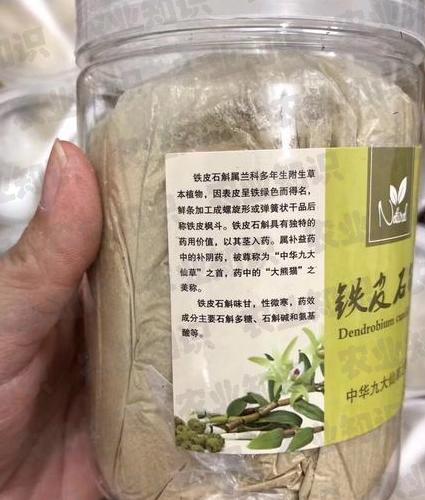 铁皮石斛属兰科多年生附生草
本植物，因表皮呈铁绿色而得名，
鲜条加工成螺旋形或弹簧状干品后
称铁皮枫斗。铁皮石斛具有独特的
药用价值，以其茎入药。属补益药
中的补阴药，被尊称为“中华九大
仙草”之首，药中的“大熊猫”之
美称。
铁皮石斛味甘，性微寒，药效
成分主要石斛多糖、石斛碱和氨基
酸等。
Natural
铁皮石
Dendrobium
中华九大仙草
农业知识